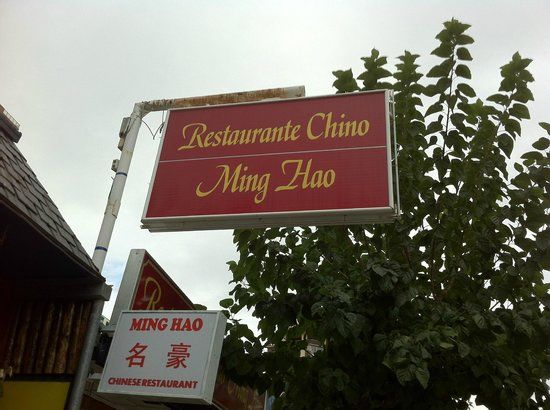 Restaurante Chino
Ming Hao
R
MING HAO
名豪
CHINESE RESTAURANT